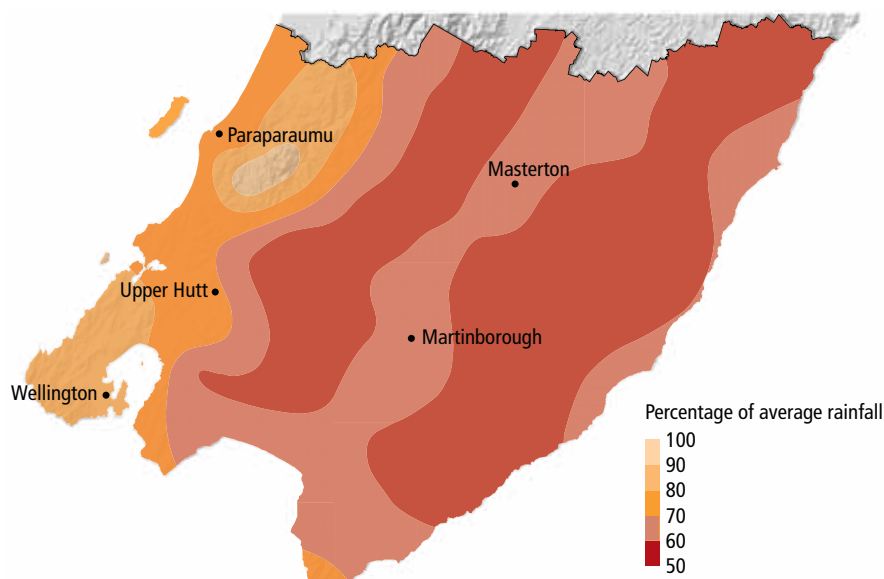 Paraparaumu
Masterton
Upper Hutt
Martinborough
Wellington
Percentage of average rainfall
100
90
80
70
60
50